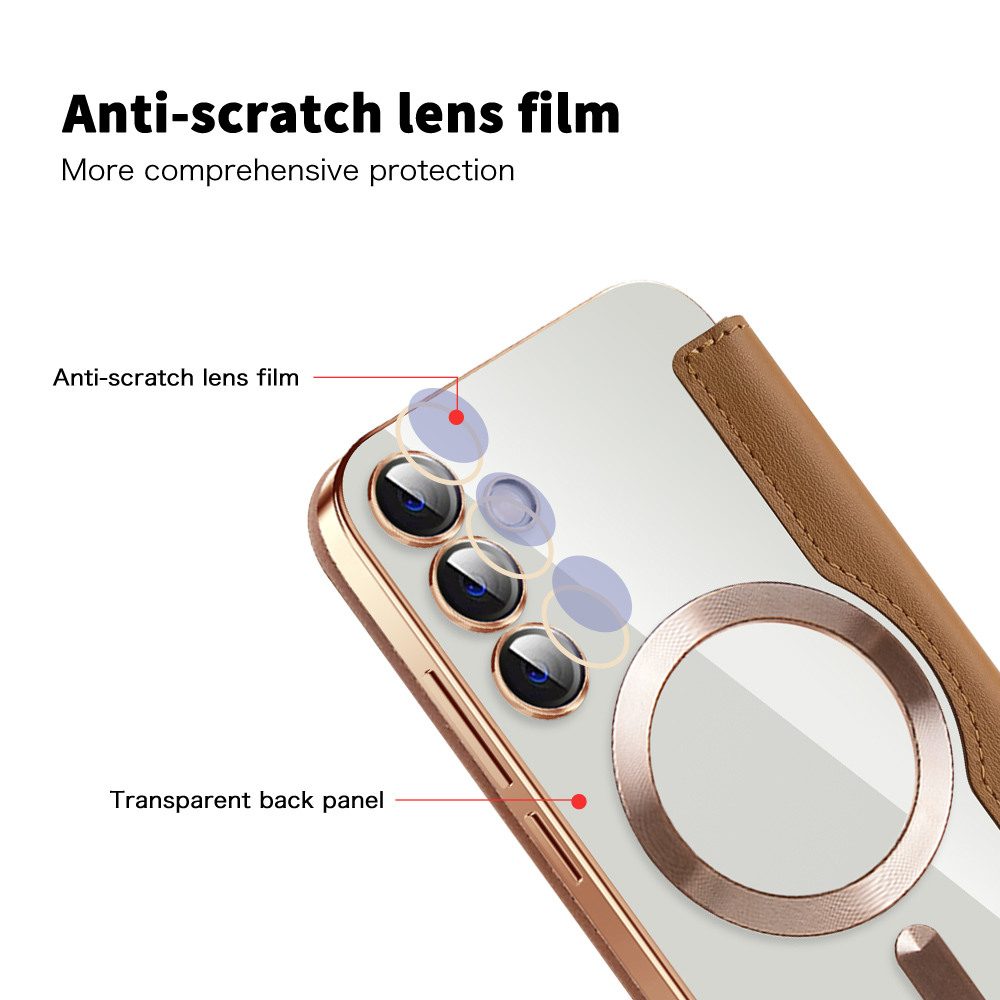 Anti-scratch lens film
More comprehensive protection
Anti-scratch lens film
Transparent back panel